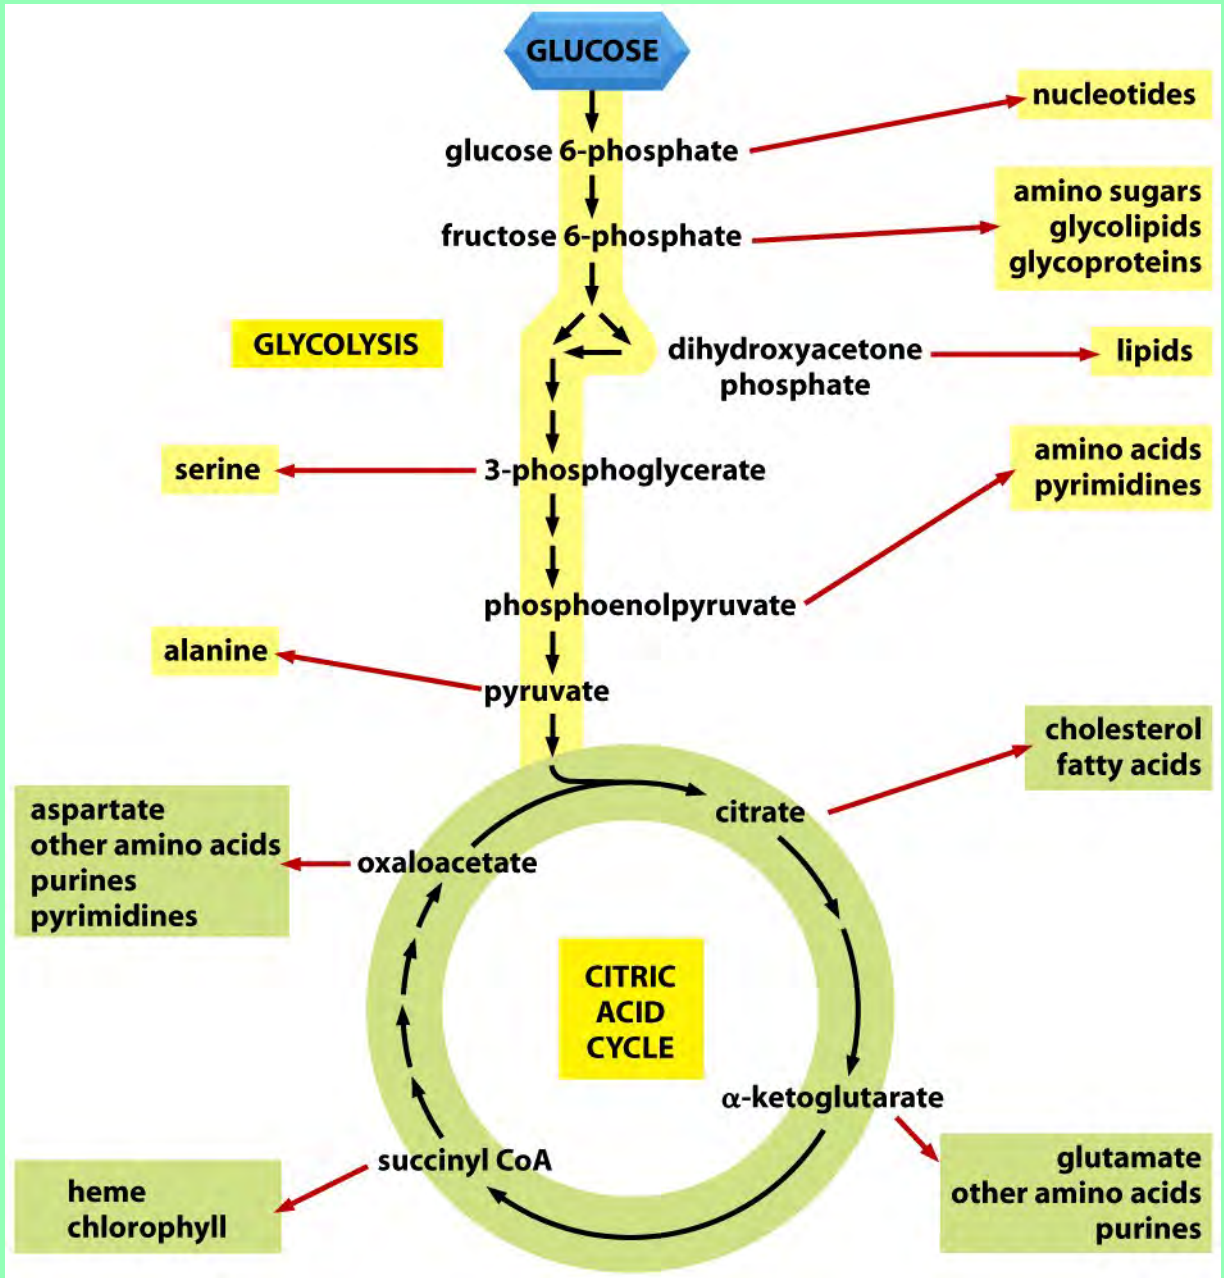 GLUCOSE
nucleotides
glucose 6-phosphate
amino sugars
glycolipids
glycoproteins
fructose 6-phosphate
GLYCOLYSIS
dihydroxyacetone
phosphate
lipids
serine
3-phosphoglycerate
amino acids
pyrimidines
phosphoenolpyruvate
alanine
pyruvate
cholesterol
fatty acids
citrate
aspartate
other amino acids
purines
pyrimidines
oxaloacetate
CITRIC
ACID
CYCLE
α-ketoglutarate
succinyl CoA
glutamate
other amino acids
purines
heme
chlorophyll